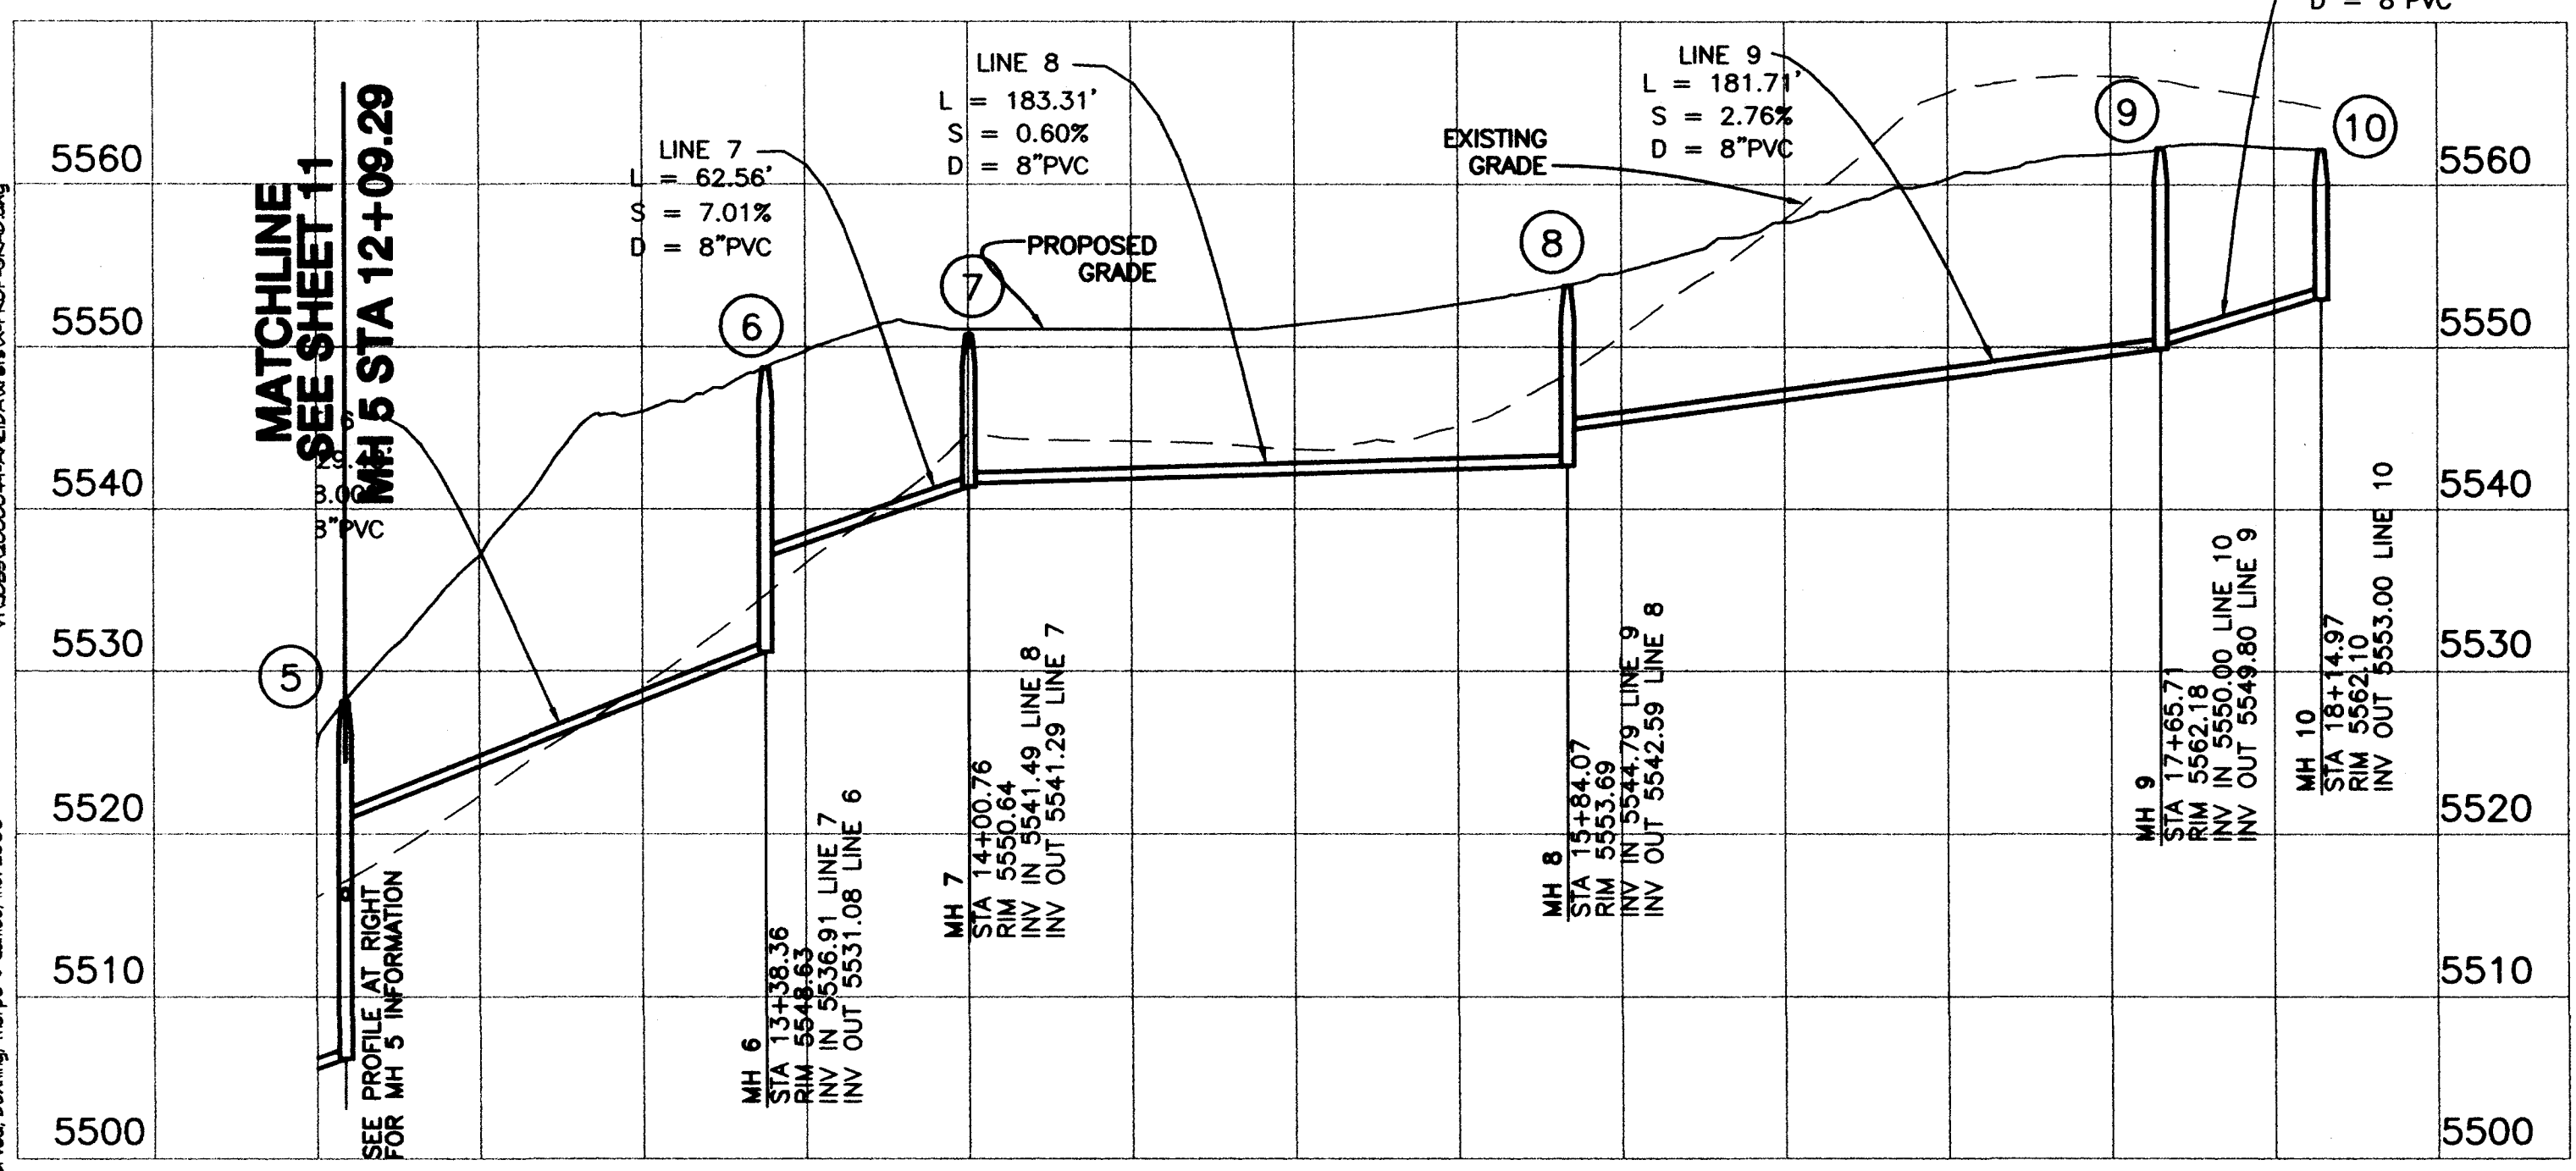 D = 8"PVC
MATCHLINE
SEE SHEET 11
MH 5 STA 12+09.29
LINE 7
L = 62.56'
S = 7.01%
D = 8"PVC
LINE 8
L = 183.31'
S = 0.60%
D = 8"PVC
LINE 9
L = 181.71'
S = 2.76%
D = 8"PVC
EXISTING
GRADE
PROPOSED
GRADE
6
8"PVC
5
6
7
8
9
10
5560
5550
5540
5530
5520
5510
5500
5560
5550
5540
5530
5520
5510
5500
SEE PROFILE AT RIGHT
FOR MH 5 INFORMATION
MH 6
STA 13+38.36
RIM 5548.63
INV IN 5536.91 LINE 7
INV OUT 5531.08 LINE 6
MH 7
STA 14+00.76
RIM 5550.64
INV IN 5541.49 LINE 8
INV OUT 5541.29 LINE 7
MH 8
STA 15+84.07
RIM 5553.69
INV IN 5544.79 LINE 9
INV OUT 5542.59 LINE 8
MH 9
STA 17+65.71
RIM 5562.18
INV IN 5550.00 LINE 10
INV OUT 5549.80 LINE 9
MH 10
STA 18+14.97
RIM 5562.10
INV OUT 5553.00 LINE 10